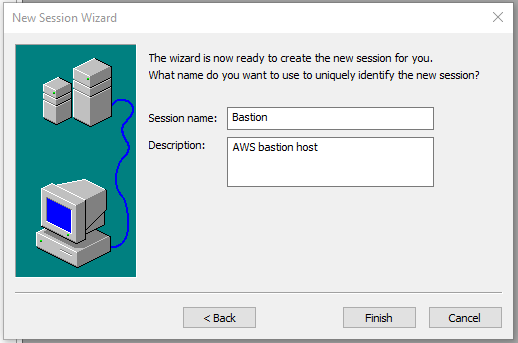 New Session Wizard
The wizard is now ready to create the new session for you.
What name do you want to use to uniquely identify the new session?
Session name: Bastion
Description: AWS bastion host
< Back Finish Cancel